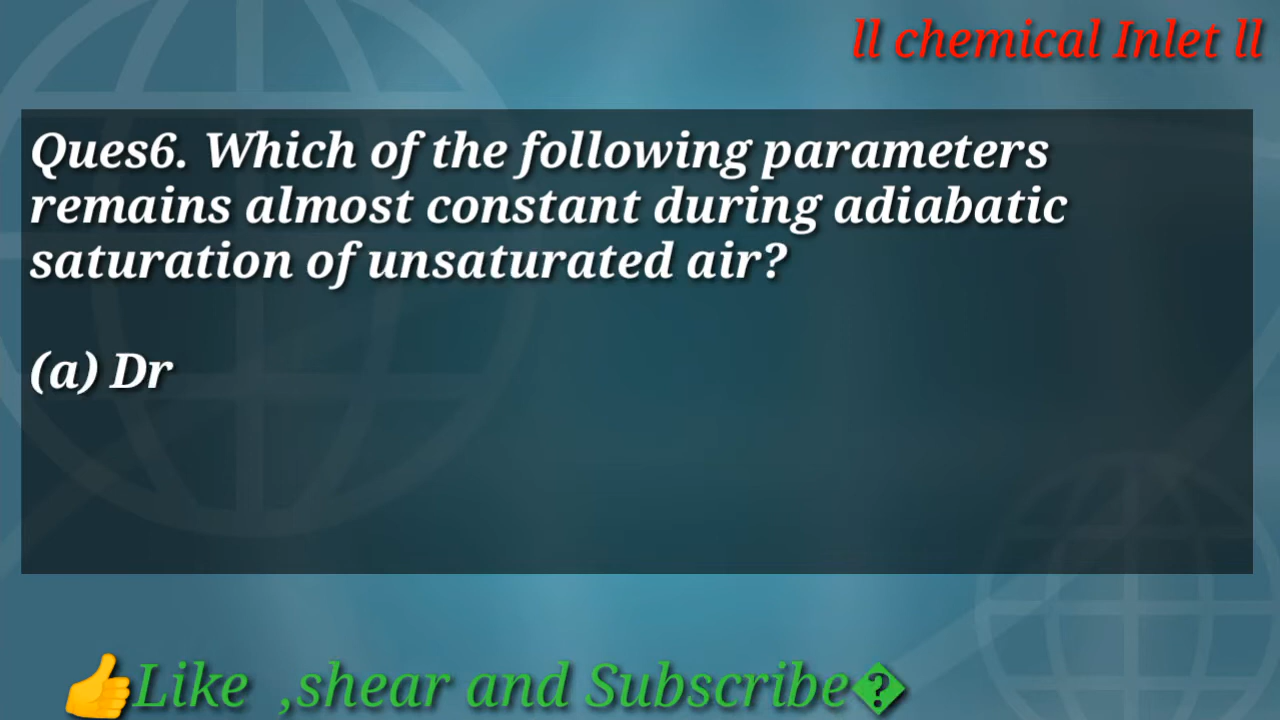 ll chemical Inlet ll
Ques6. Which of the following parameters
remains almost constant during adiabatic
saturation of unsaturated air?
(a) Dr
👍Like ,shear and Subscribe�